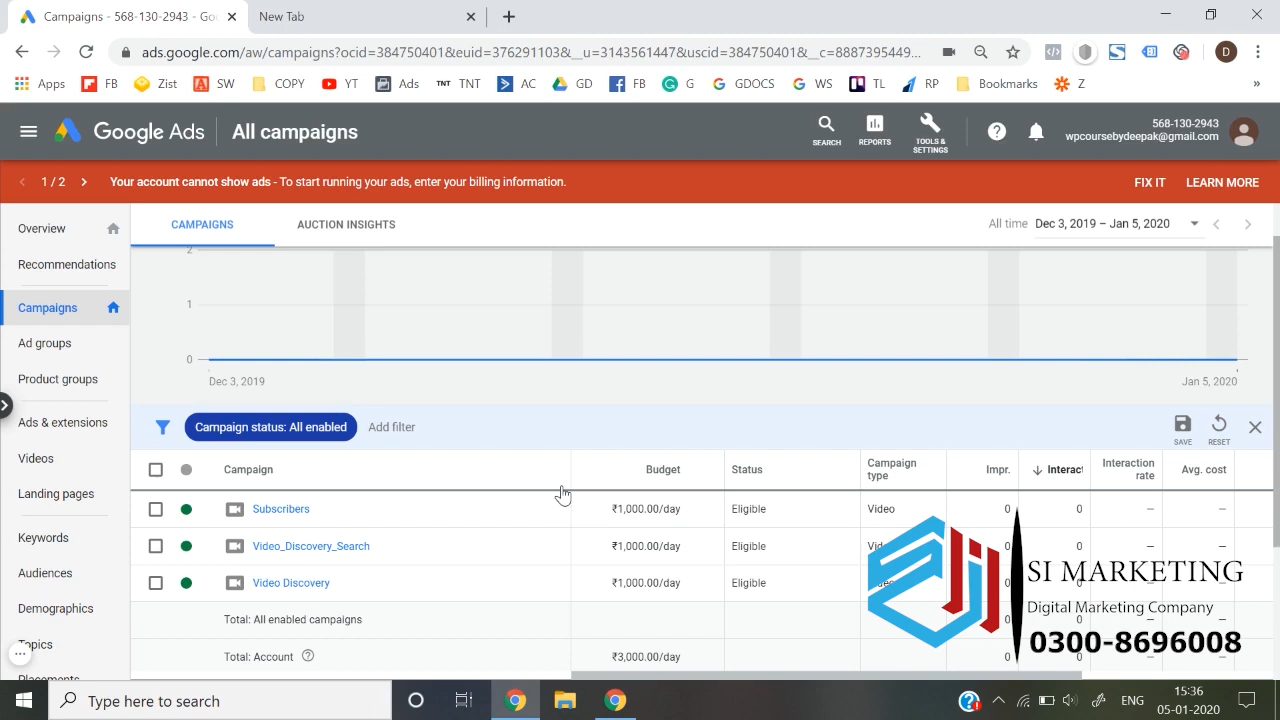 Campaigns - 568-130-2943 - Goo
New Tab
ads.google.com/aw/campaigns?ocid=384750401&euid=376291103&__u=3143561447&uscid=384750401&__c=8887395449...
D
Apps FB Zist SW COPY YT Ads TNT TNT AC GD FB G GDOCS WS TL RP Bookmarks Z »
Google Ads All campaigns
SEARCH REPORTS TOOLS & SETTINGS
568-130-2943
wpcoursebydeepak@gmail.com
1 / 2 Your account cannot show ads - To start running your ads, enter your billing information. FIX IT LEARN MORE
Overview
Recommendations
Campaigns
Ad groups
Product groups
Ads & extensions
Videos
Landing pages
Keywords
Audiences
Demographics
Topics
CAMPAIGNS AUCTION INSIGHTS All time Dec 3, 2019 – Jan 5, 2020
2
1
0
Dec 3, 2019 Jan 5, 2020
Campaign status: All enabled Add filter SAVE RESET
Campaign Budget Status Campaign type Impr. Interact Interaction rate Avg. cost
Subscribers ₹1,000.00/day Eligible Video 0 0 —
Video_Discovery_Search ₹1,000.00/day Eligible 0 0 —
Video Discovery ₹1,000.00/day Eligible
Total: All enabled campaigns
Total: Account ₹3,000.00/day 0 0 — —
SI MARKETING
Digital Marketing Company
0300-8696008
Type here to search
ENG
15:36
05-01-2020